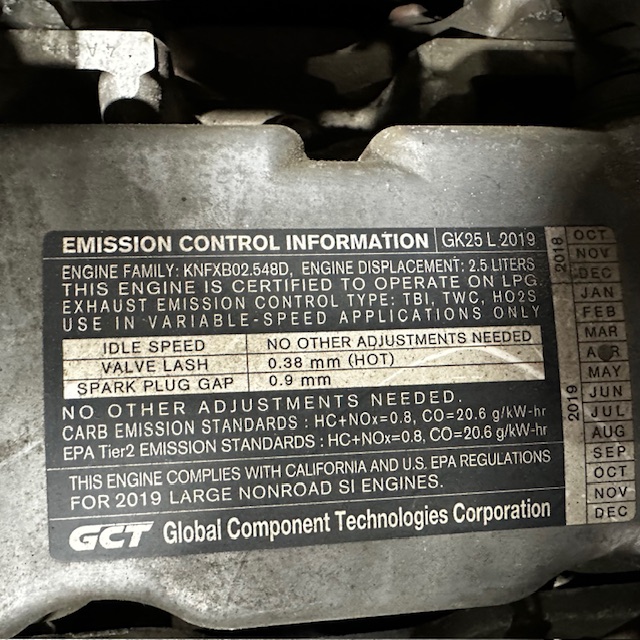 EMISSION CONTROL INFORMATION GK25 L 2019
ENGINE FAMILY: KNFXB02.548D, ENGINE DISPLACEMENT: 2.5 LITERS
THIS ENGINE IS CERTIFIED TO OPERATE ON LPG.
EXHAUST EMISSION CONTROL TYPE: TBI, TWC, HO2S
USE IN VARIABLE-SPEED APPLICATIONS ONLY
IDLE SPEED NO OTHER ADJUSTMENTS NEEDED
VALVE LASH 0.38 mm (HOT)
SPARK PLUG GAP 0.9 mm
NO OTHER ADJUSTMENTS NEEDED.
CARB EMISSION STANDARDS : HC+NOx=0.8, CO=20.6 g/kW-hr
EPA Tier2 EMISSION STANDARDS : HC+NOx=0.8, CO=20.6 g/kW-hr
THIS ENGINE COMPLIES WITH CALIFORNIA AND U.S. EPA REGULATIONS
FOR 2019 LARGE NONROAD SI ENGINES.
GCT Global Component Technologies Corporation
2018
OCT
NOV
DEC
2019
JAN
FEB
MAR
APR
MAY
JUN
JUL
AUG
SEP
OCT
NOV
DEC